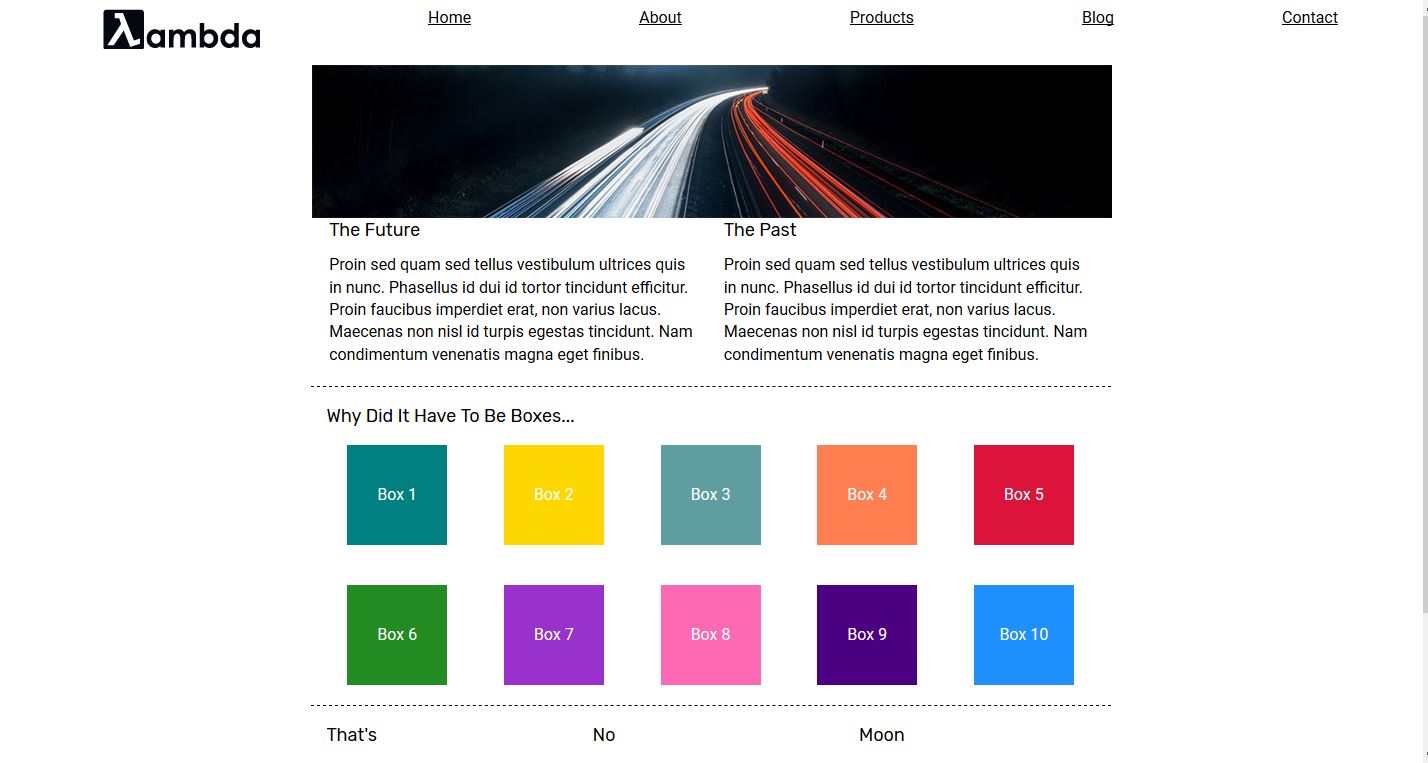 λambda
Home About Products Blog Contact
The Future
Proin sed quam sed tellus vestibulum ultrices quis
in nunc. Phasellus id dui id tortor tincidunt efficitur.
Proin faucibus imperdiet erat, non varius lacus.
Maecenas non nisl id turpis egestas tincidunt. Nam
condimentum venenatis magna eget finibus.
The Past
Proin sed quam sed tellus vestibulum ultrices quis
in nunc. Phasellus id dui id tortor tincidunt efficitur.
Proin faucibus imperdiet erat, non varius lacus.
Maecenas non nisl id turpis egestas tincidunt. Nam
condimentum venenatis magna eget finibus.
Why Did It Have To Be Boxes...
Box 1 Box 2 Box 3 Box 4 Box 5
Box 6 Box 7 Box 8 Box 9 Box 10
That's No Moon